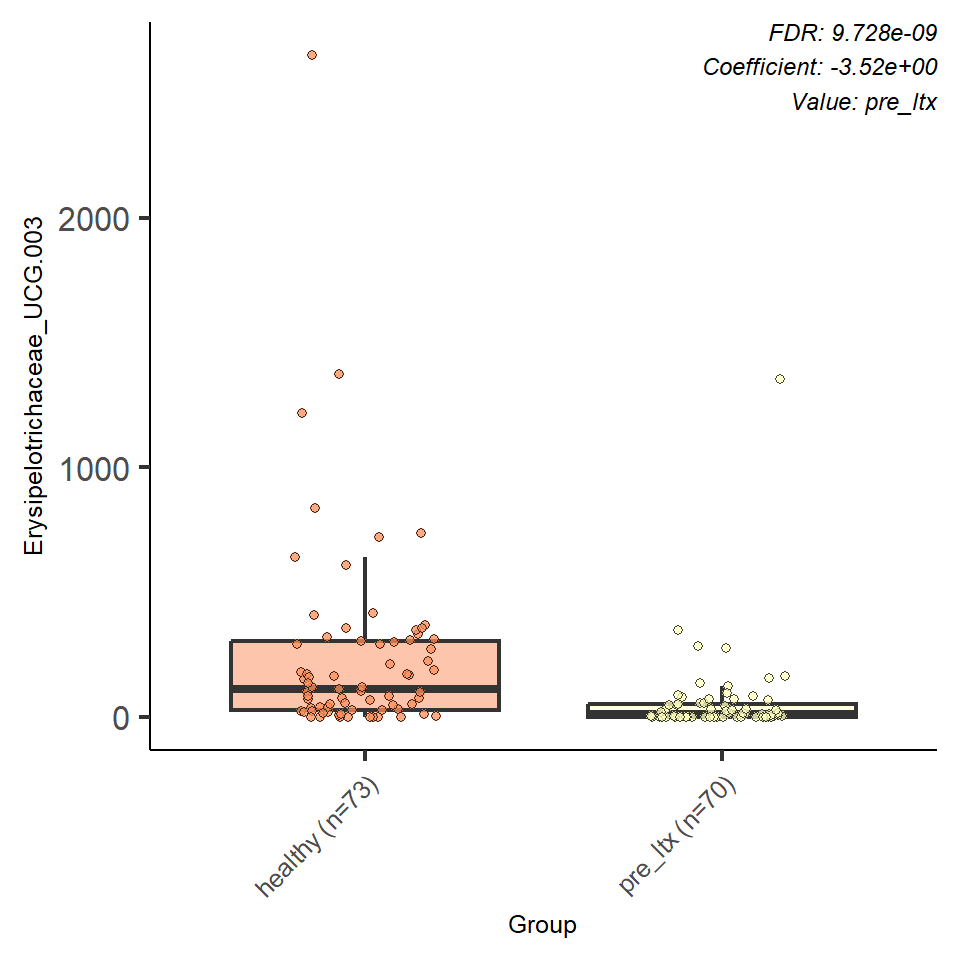 FDR: 9.728e-09
Coefficient: -3.52e+00
Value: pre_ltx
Erysipelotrichaceae_UCG.003
2000
1000
0
healthy (n=73)
pre_ltx (n=70)
Group